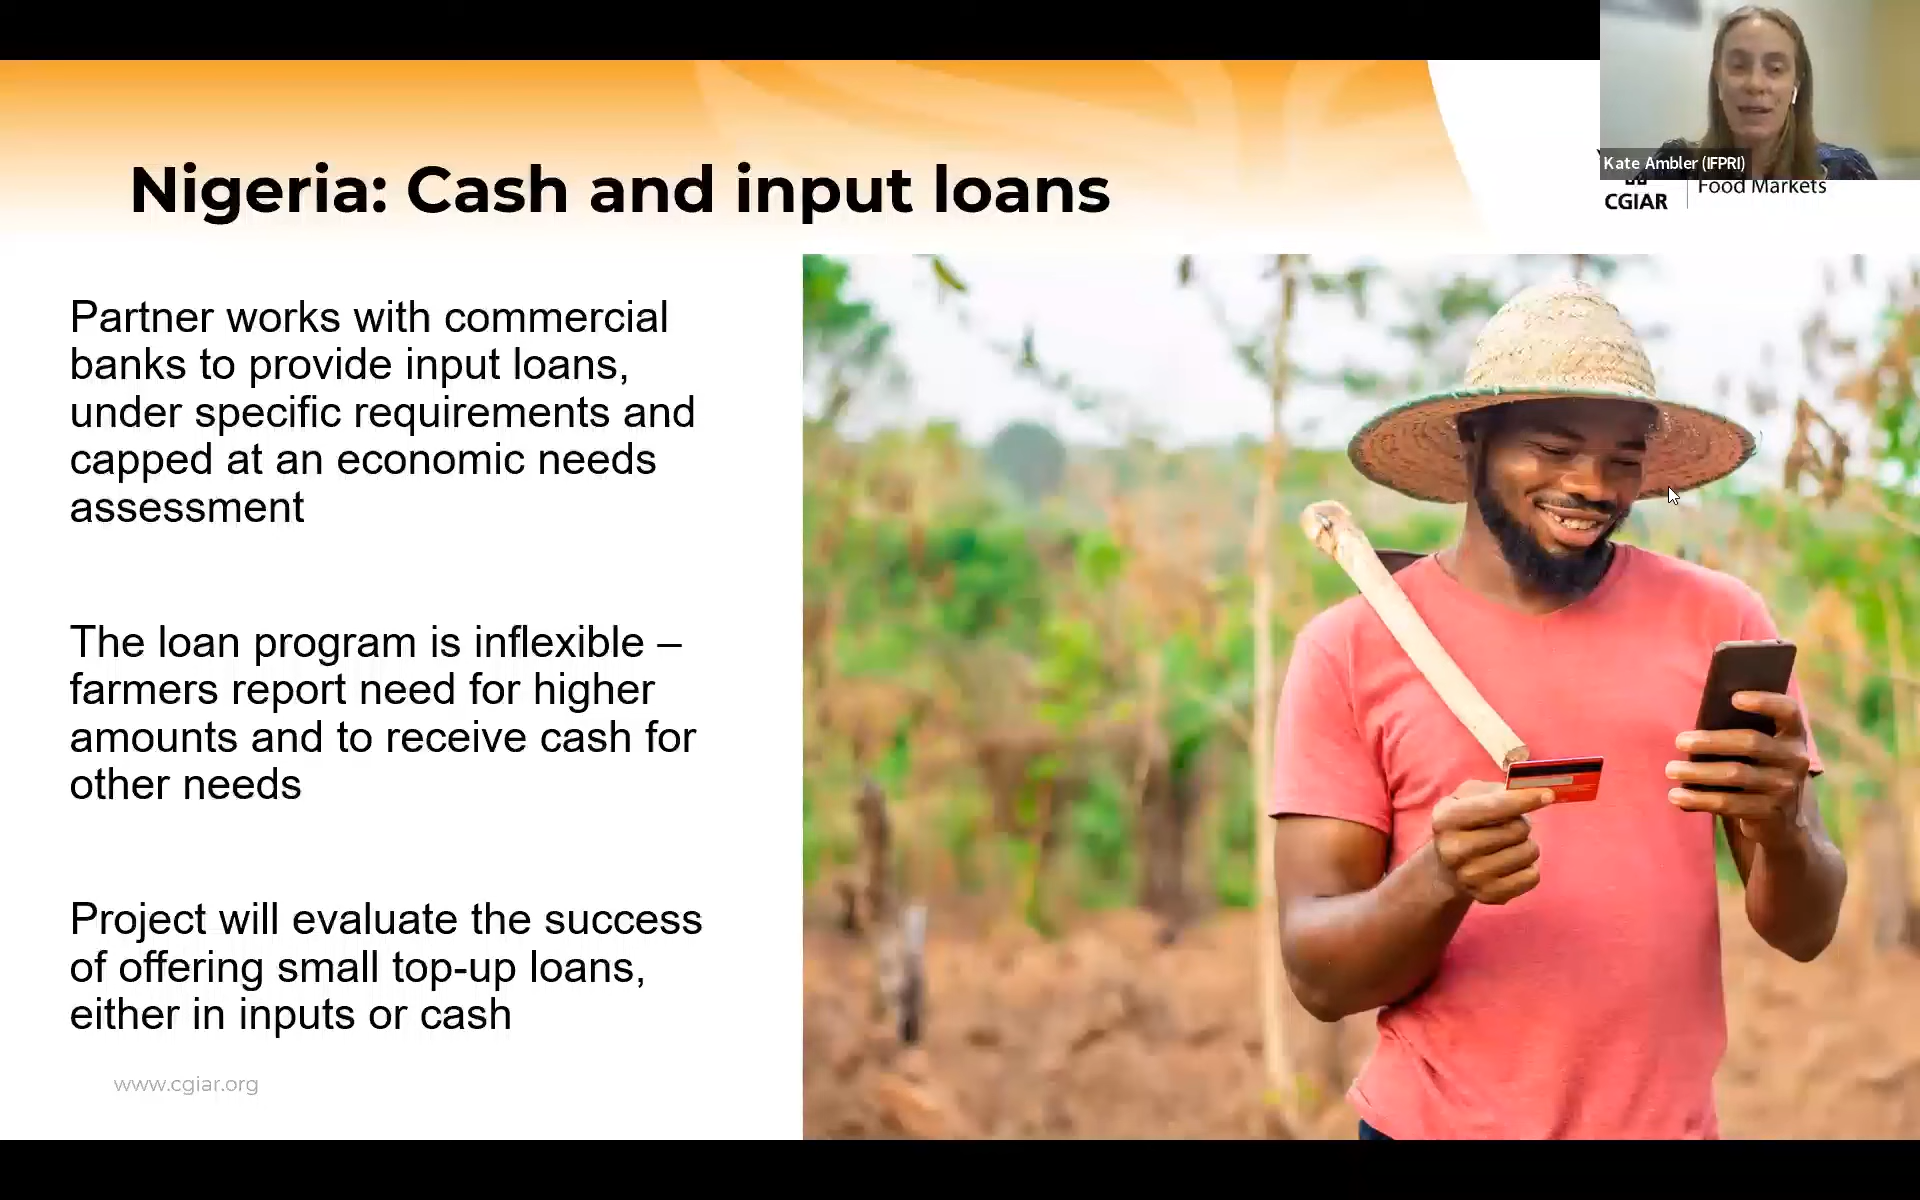 Kate Ambler (IFPRI)
CGIAR
Food Markets
Nigeria: Cash and input loans
Partner works with commercial
banks to provide input loans,
under specific requirements and
capped at an economic needs
assessment
The loan program is inflexible –
farmers report need for higher
amounts and to receive cash for
other needs
Project will evaluate the success
of offering small top-up loans,
either in inputs or cash
www.cgiar.org